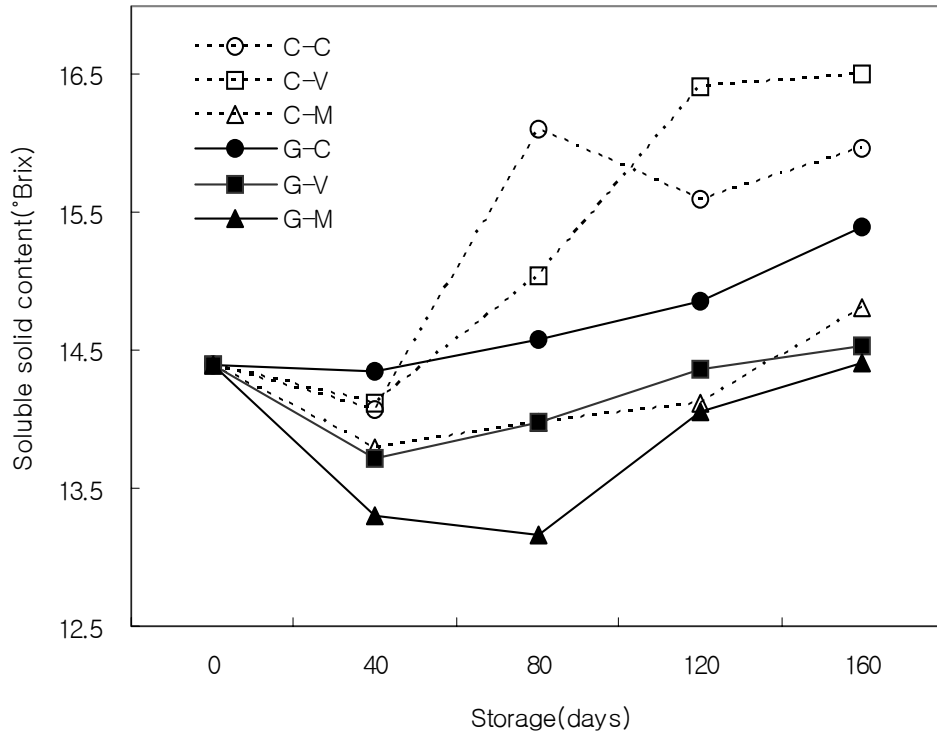 C-C
C-V
C-M
G-C
G-V
G-M
16.5
15.5
14.5
13.5
12.5
Soluble solid content(°Brix)
0 40 80 120 160
Storage(days)